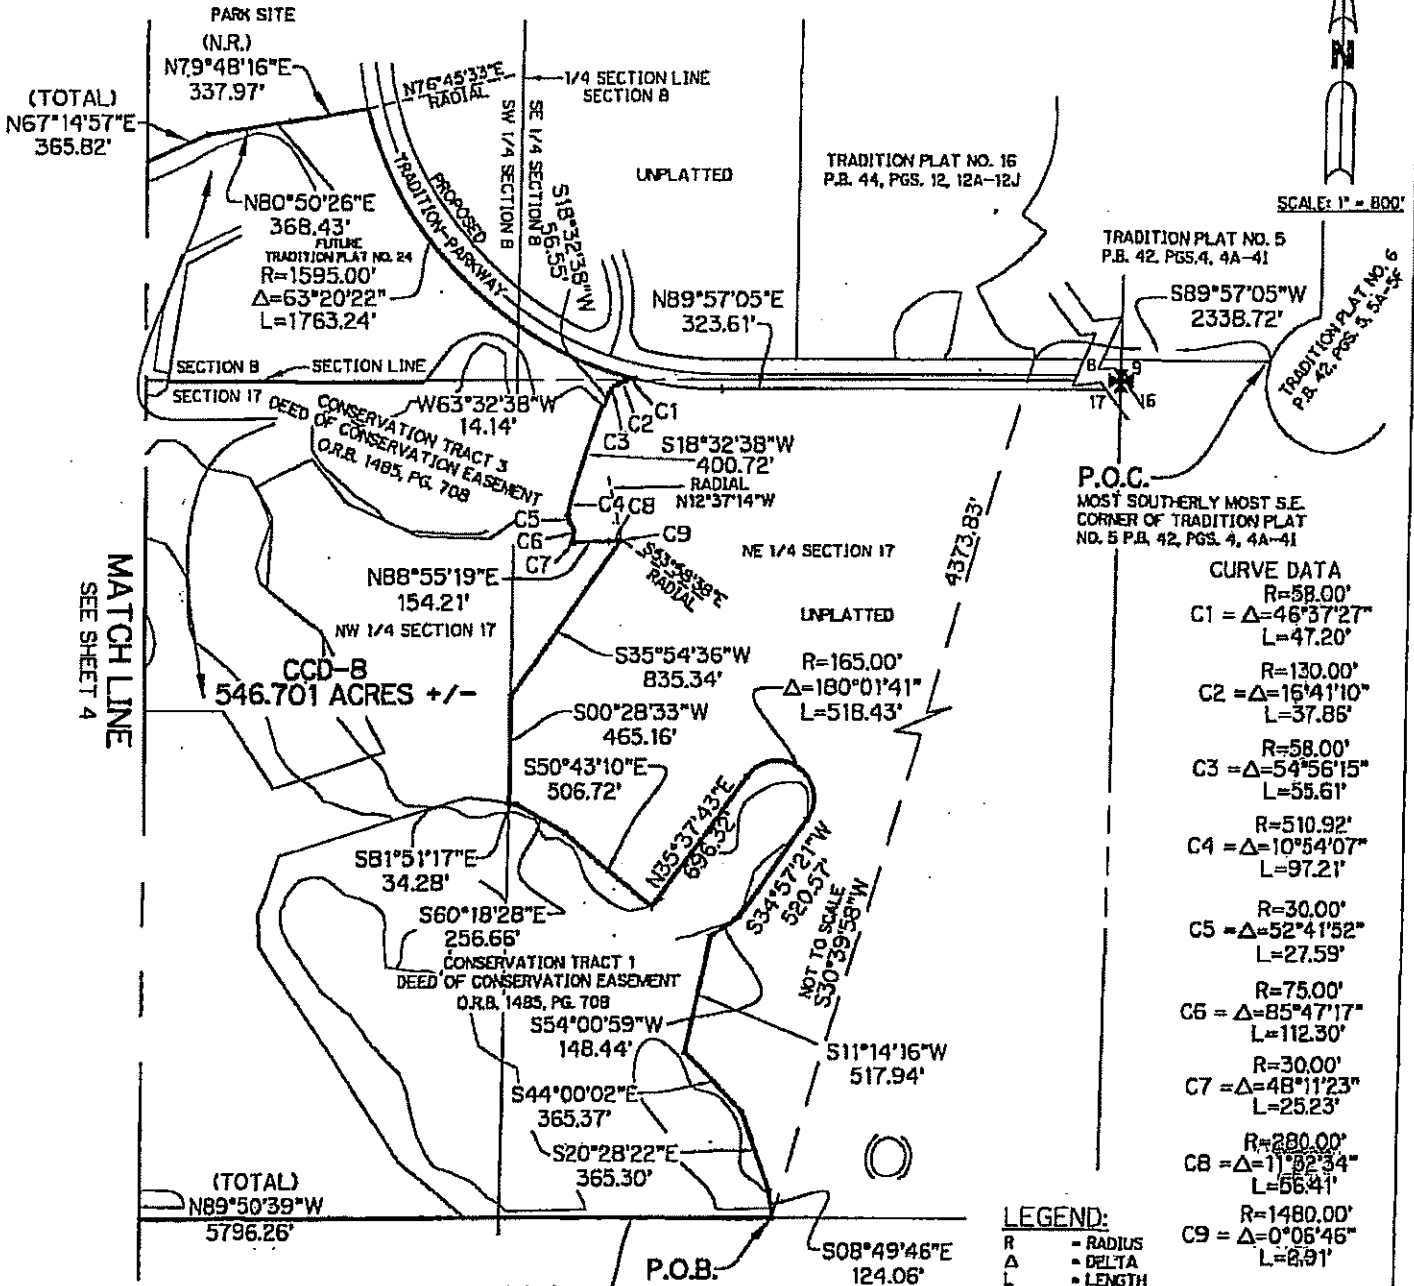 PARK SITE
(N.R.)
N79°48'16"E
337.97'
(TOTAL)
N67°14'57"E
365.82'
N76°45'33"E
RADIAL
1/4 SECTION LINE
SECTION 8
SW 1/4 SECTION 8
SE 1/4 SECTION 8
UNPLATTED
TRADITION PLAT NO. 16
P.B. 44, PGS. 12, 12A-12J
N
SCALE: 1" = 800'
N80°50'26"E
368.43'
FUTURE
TRADITION PLAT NO. 24
R=1595.00'
Δ=63°20'22"
L=1763.24'
PROPOSED
TRADITION PARKWAY
S18°32'38"W
56.55'
N89°57'05"E
323.61'
TRADITION PLAT NO. 5
P.B. 42, PGS.4, 4A-4I
S89°57'05"W
2338.72'
TRADITION PLAT NO. 6
P.B. 42, PGS. 5, 5A-5F
SECTION 8
SECTION LINE
SECTION 17
8
9
17
16
W63°32'38"W
14.14'
CONSERVATION TRACT 3
DEED OF CONSERVATION EASEMENT
O.R.B. 1485, PG. 708
C1
C2
C3
S18°32'38"W
400.72'
RADIAL
N12°37'14"W
C4
C8
C5
C6
C9
C7
P.O.C.
MOST SOUTHERLY MOST S.E.
CORNER OF TRADITION PLAT
NO. 5 P.B. 42, PGS. 4, 4A-4I
N88°55'19"E
154.21'
RADIAL
NE 1/4 SECTION 17
NW 1/4 SECTION 17
UNPLATTED
4373.83'
MATCH LINE
SEE SHEET 4
CCD-8
546.701 ACRES +/-
S35°54'36"W
835.34'
R=165.00'
Δ=180°01'41"
L=518.43'
S00°28'33"W
465.16'
S50°43'10"E
506.72'
N35°37'43"E
696.32'
S81°51'17"E
34.28'
S34°57'21"W
520.57'
NOT TO SCALE
S30°39'58"W
S60°18'28"E
256.66'
CONSERVATION TRACT 1
DEED OF CONSERVATION EASEMENT
O.R.B. 1485, PG. 708
S54°00'59"W
148.44'
S11°14'16"W
517.94'
S44°00'02"E
365.37'
S20°28'22"E
365.30'
(TOTAL)
N89°50'39"W
5796.26'
P.O.B.
S08°49'46"E
124.06'
CURVE DATA
R=58.00'
C1 = Δ=46°37'27"
L=47.20'
R=130.00'
C2 = Δ=16°41'10"
L=37.86'
R=58.00'
C3 = Δ=54°56'15"
L=55.61'
R=510.92'
C4 = Δ=10°54'07"
L=97.21'
R=30.00'
C5 = Δ=52°41'52"
L=27.59'
R=75.00'
C6 = Δ=85°47'17"
L=112.30'
R=30.00'
C7 = Δ=48°11'23"
L=25.23'
R=280.00'
C8 =
L=56.41'
R=1480.00'
C9 = Δ=0°06'46"
L=2.91'
LEGEND:
R = RADIUS
Δ = DELTA
L = LENGTH